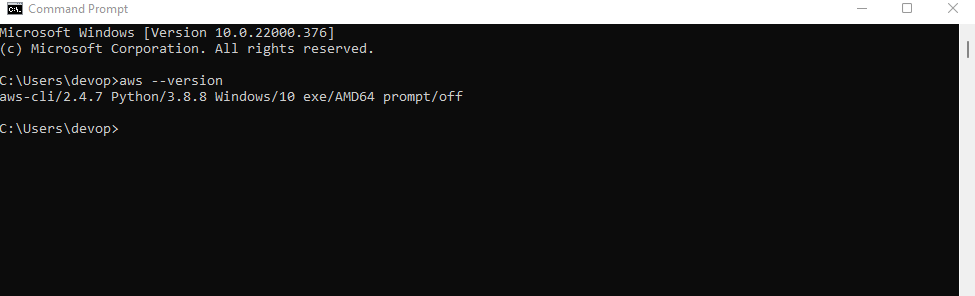 Command Prompt
Microsoft Windows [Version 10.0.22000.376]
(c) Microsoft Corporation. All rights reserved.
C:\Users\devop>aws --version
aws-cli/2.4.7 Python/3.8.8 Windows/10 exe/AMD64 prompt/off
C:\Users\devop>